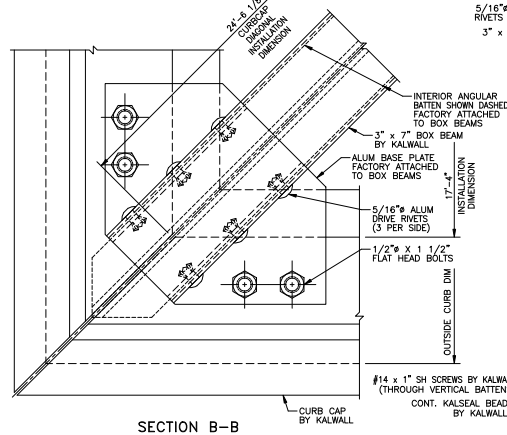 5/16"ø
RIVETS
3" x
24'-6 1/8"
CURBCAP
DIAGONAL
INSTALLATION
DIMENSION
INTERIOR ANGULAR
BATTEN SHOWN DASHED
FACTORY ATTACHED
TO BOX BEAMS
3" x 7" BOX BEAM
BY KALWALL
ALUM BASE PLATE
FACTORY ATTACHED
TO BOX BEAMS
17'-4"
INSTALLATION
DIMENSION
5/16"ø ALUM
DRIVE RIVETS
(3 PER SIDE)
1/2"ø X 1 1/2"
FLAT HEAD BOLTS
OUTSIDE CURB DIM
#14 x 1" SH SCREWS BY KALWA
(THROUGH VERTICAL BATTEN
CONT. KALSEAL BEAD
BY KALWALL
CURB CAP
BY KALWALL
SECTION B-B